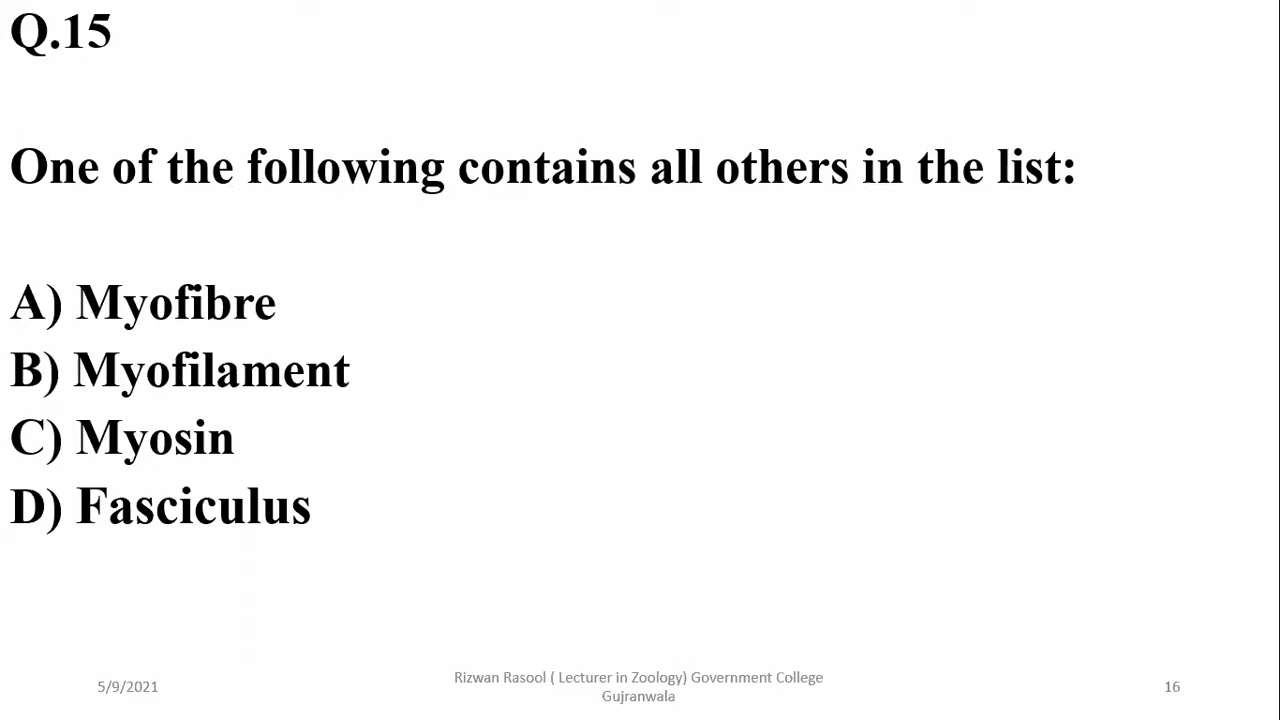 Q.15
One of the following contains all others in the list:
A) Myofibre
B) Myofilament
C) Myosin
D) Fasciculus
5/9/2021
Rizwan Rasool ( Lecturer in Zoology) Government College
Gujranwala
16